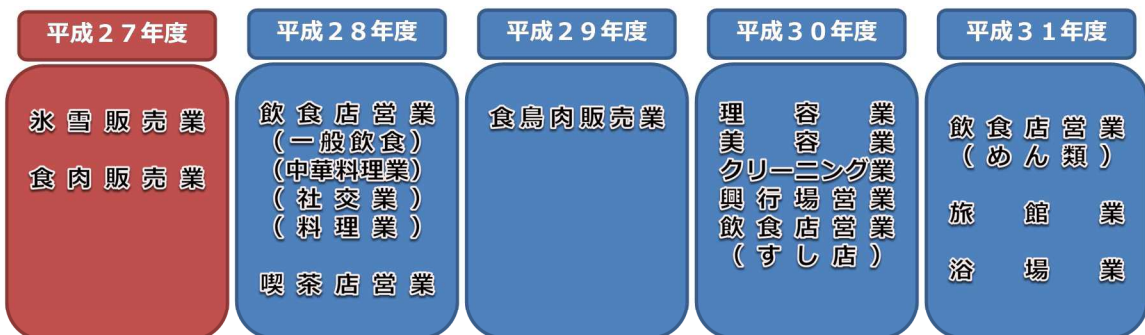 平成２７年度
氷雪販売業
食肉販売業
平成２８年度
飲食店営業
（一般飲食）
（中華料理業）
（社交業）
（料理業）
喫茶店営業
平成２９年度
食鳥肉販売業
平成３０年度
理容業
美容業
クリーニング業
興行場営業
飲食店営業
（すし店）
平成３１年度
飲食店営業
（めん類）
旅館業
浴場業